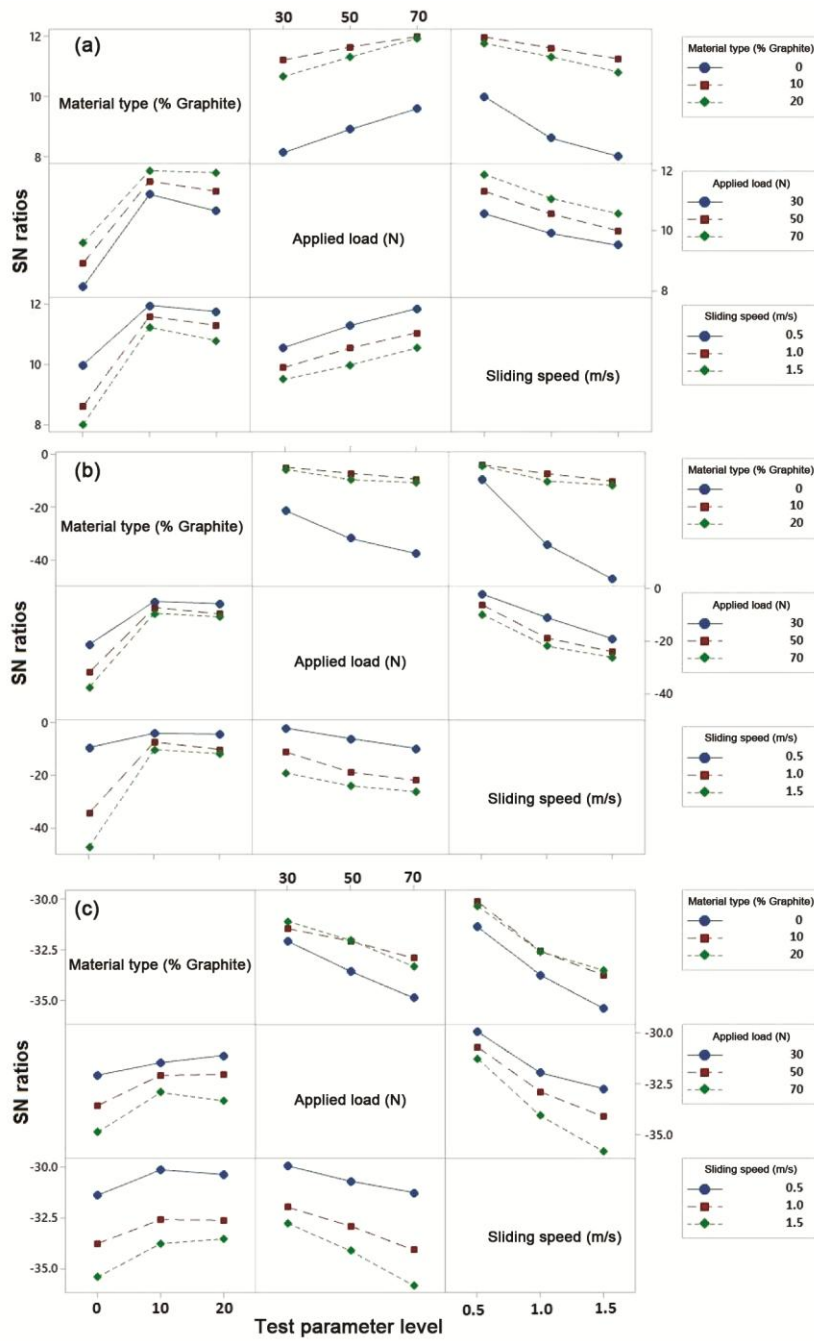 30 50 70
(a)
12
10
8
Material type (% Graphite)
Material type (% Graphite)
0
10
20
SN ratios
Applied load (N)
12
10
8
Applied load (N)
30
50
70
12
10
8
Sliding speed (m/s)
Sliding speed (m/s)
0.5
1.0
1.5
(b)
0
-20
-40
Material type (% Graphite)
Material type (% Graphite)
0
10
20
SN ratios
Applied load (N)
0
-20
-40
Applied load (N)
30
50
70
0
-20
-40
Sliding speed (m/s)
Sliding speed (m/s)
0.5
1.0
1.5
30 50 70
(c)
-30.0
-32.5
-35.0
Material type (% Graphite)
Material type (% Graphite)
0
10
20
SN ratios
Applied load (N)
-30.0
-32.5
-35.0
Applied load (N)
30
50
70
-30.0
-32.5
-35.0
Sliding speed (m/s)
Sliding speed (m/s)
0.5
1.0
1.5
0 10 20 0.5 1.0 1.5
Test parameter level